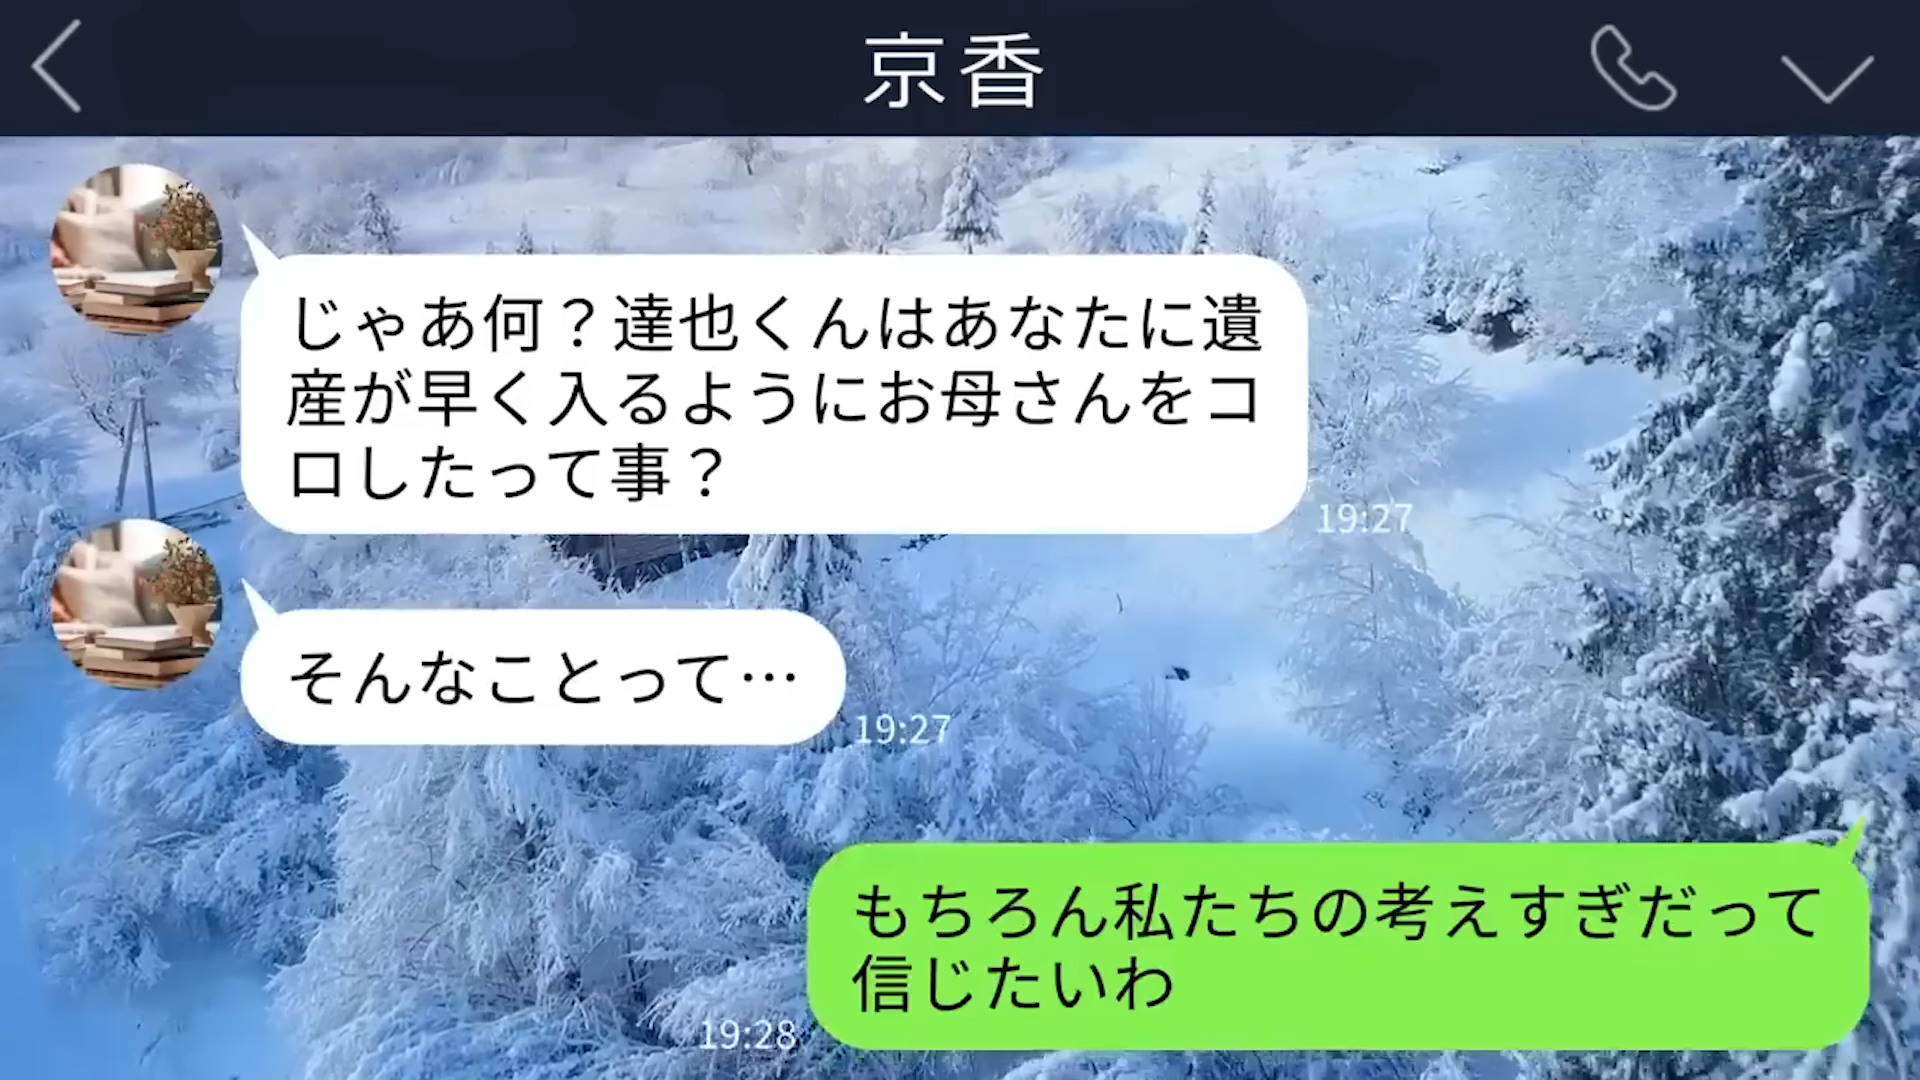 京香
じゃあ何？達也くんはあなたに遺
産が早く入るようにお母さんをコ
ロしたって事？
19:27
そんなことって…
19:27
もちろん私たちの考えすぎだって
信じたいわ
19:28